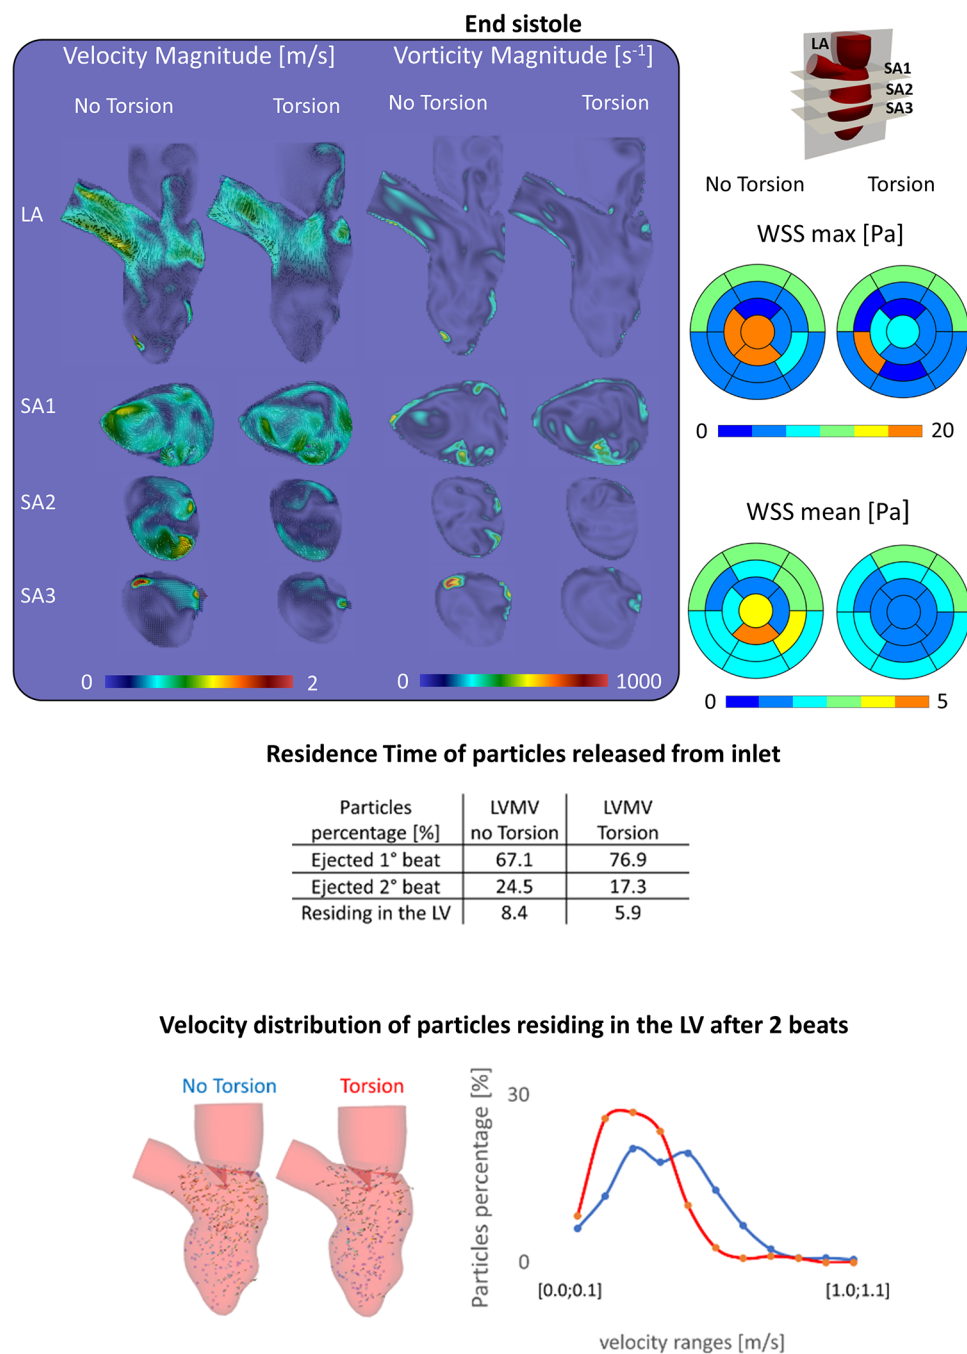 End sistole
Velocity Magnitude [m/s]
Vorticity Magnitude [s-1]
No Torsion
Torsion
No Torsion
Torsion
LA
SA1
SA2
SA3
0
2
0
1000
LA
SA1
SA2
SA3
No Torsion
Torsion
WSS max [Pa]
0
20
WSS mean [Pa]
0
5
Residence Time of particles released from inlet
Particles percentage [%]
LVMV no Torsion
LVMV Torsion
Ejected 1° beat 67.1 76.9
Ejected 2° beat 24.5 17.3
Residing in the LV 8.4 5.9
Velocity distribution of particles residing in the LV after 2 beats
No Torsion
Torsion
Particles percentage [%]
30
0
[0.0;0.1]
[1.0;1.1]
velocity ranges [m/s]